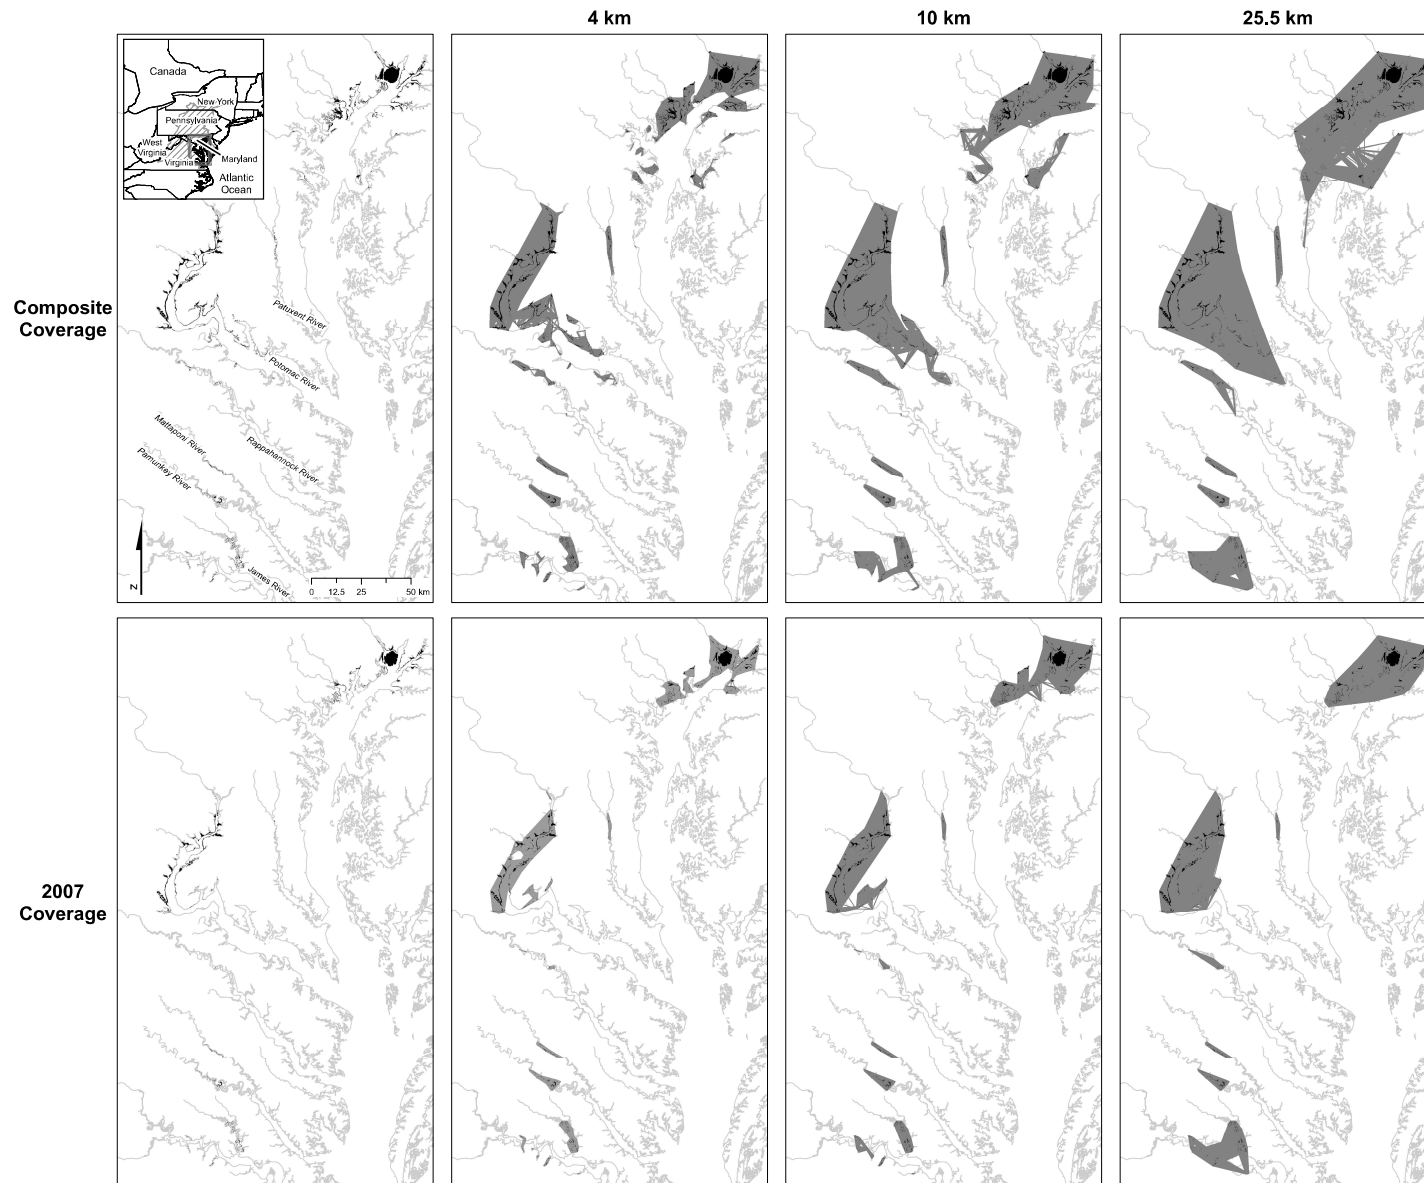 4 km
10 km
25.5 km
Canada
New York
Pennsylvania
West
Virginia
Virginia
Maryland
Atlantic
Ocean
Composite
Coverage
Patuxent River
Potomac River
Mattaponi River
Pamunkey River
Rappahannock River
James River
N
0 12.5 25 50 km
2007
Coverage